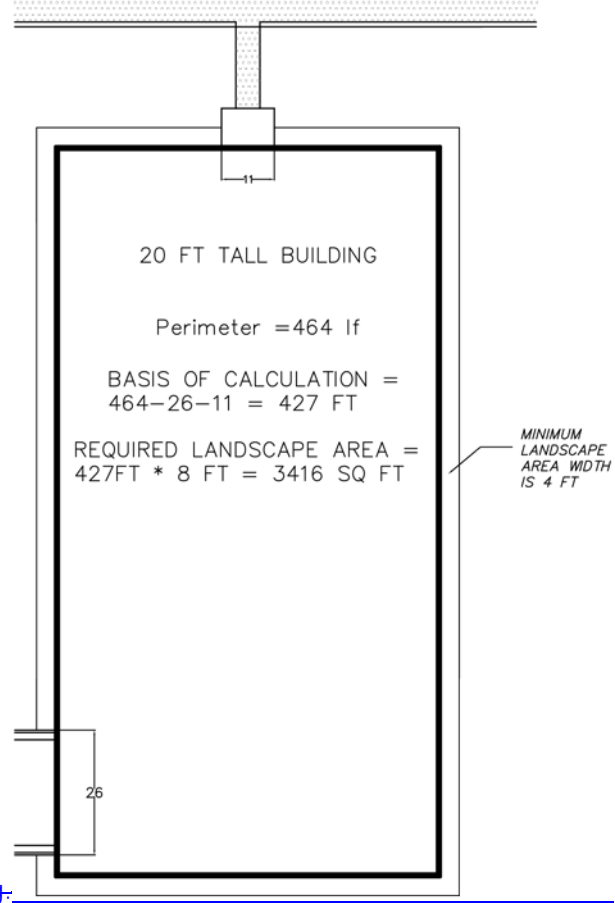 11
20 FT TALL BUILDING
Perimeter =464 lf
BASIS OF CALCULATION =
464-26-11 = 427 FT
REQUIRED LANDSCAPE AREA =
427FT * 8 FT = 3416 SQ FT
MINIMUM
LANDSCAPE
AREA WIDTH
IS 4 FT
26